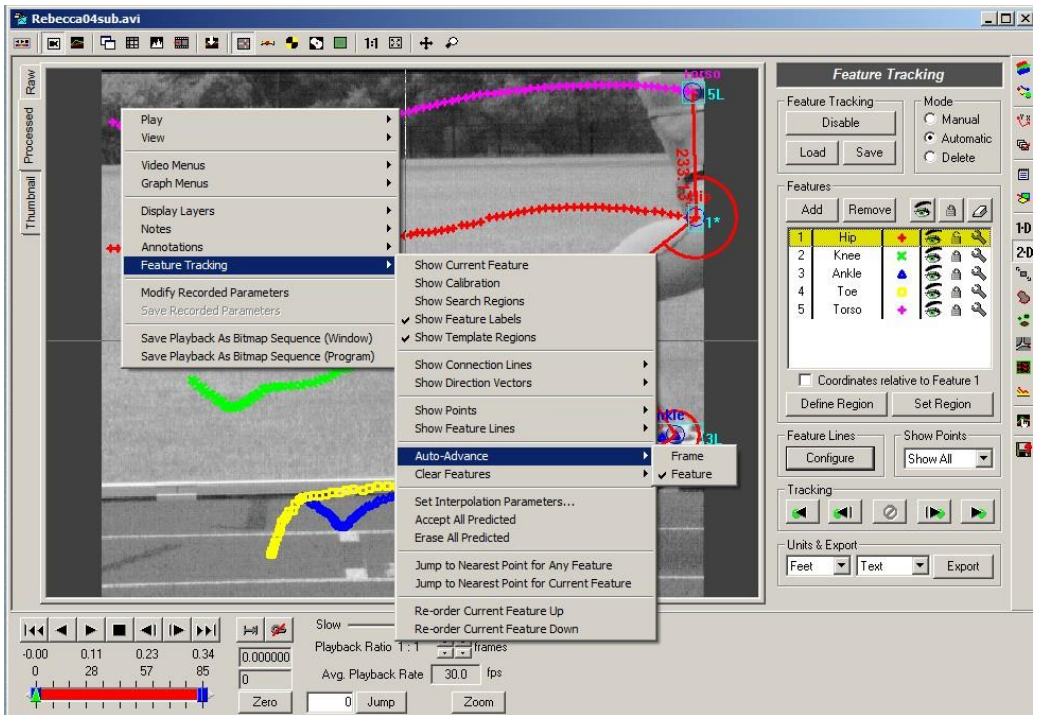 Rebecca04sub.avi
1:1
Raw
Processed
Thumbnail
torso
5L
233.13
Hip
1*
Play
View
Video Menus
Graph Menus
Display Layers
Notes
Annotations
Feature Tracking
Modify Recorded Parameters
Save Recorded Parameters
Save Playback As Bitmap Sequence (Window)
Save Playback As Bitmap Sequence (Program)
Show Current Feature
Show Calibration
Show Search Regions
Show Feature Labels
Show Template Regions
Show Connection Lines
Show Direction Vectors
Show Points
Show Feature Lines
Auto-Advance
Clear Features
Set Interpolation Parameters...
Accept All Predicted
Erase All Predicted
Jump to Nearest Point for Any Feature
Jump to Nearest Point for Current Feature
Re-order Current Feature Up
Re-order Current Feature Down
Frame
Feature
nkle
3L
Feature Tracking
Feature Tracking
Disable
Load Save
Mode
Manual
Automatic
Delete
Features
Add Remove
1 Hip
2 Knee
3 Ankle
4 Toe
5 Torso
Coordinates relative to Feature 1
Define Region Set Region
Feature Lines
Configure
Show Points
Show All
Tracking
Units & Export
Feet Text Export
1-D
2-D
-0.00 0.11 0.23 0.34
0 28 57 85
0.000000
0
Zero
Slow
Playback Ratio 1 : 1 frames
Avg. Playback Rate 30.0 fps
0 Jump Zoom